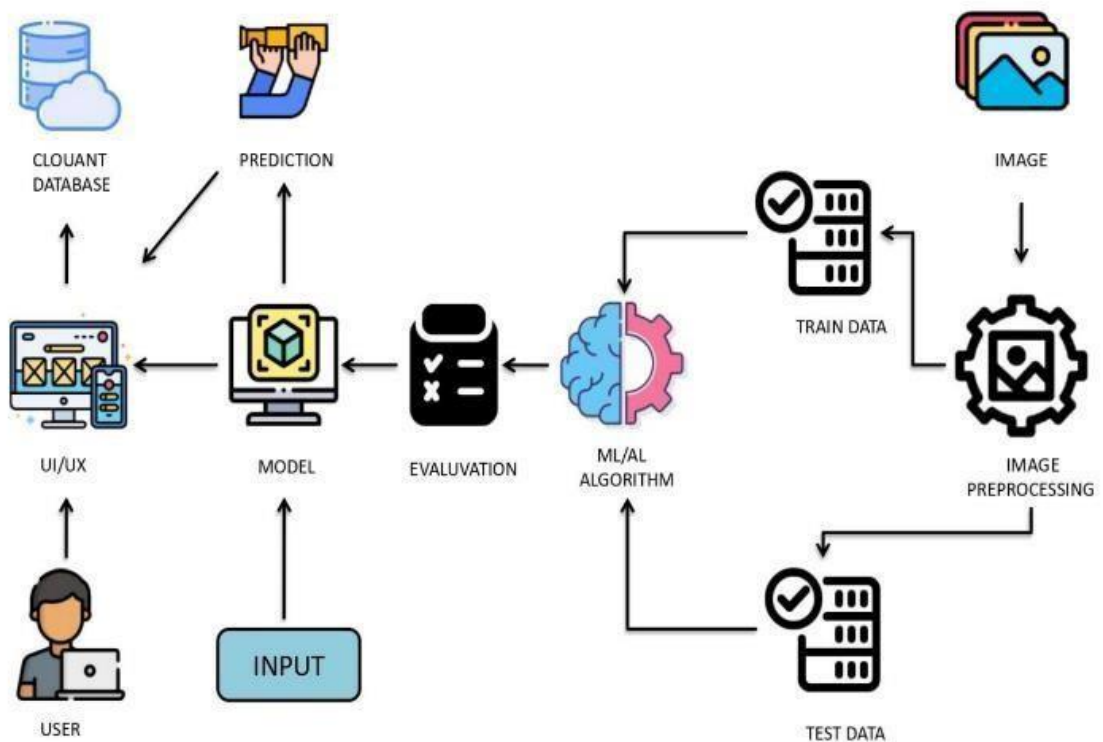 CLOUANT
DATABASE
PREDICTION
IMAGE
TRAIN DATA
UI/UX
MODEL
EVALUVATION
ML/AL
ALGORITHM
IMAGE
PREPROCESSING
INPUT
USER
TEST DATA